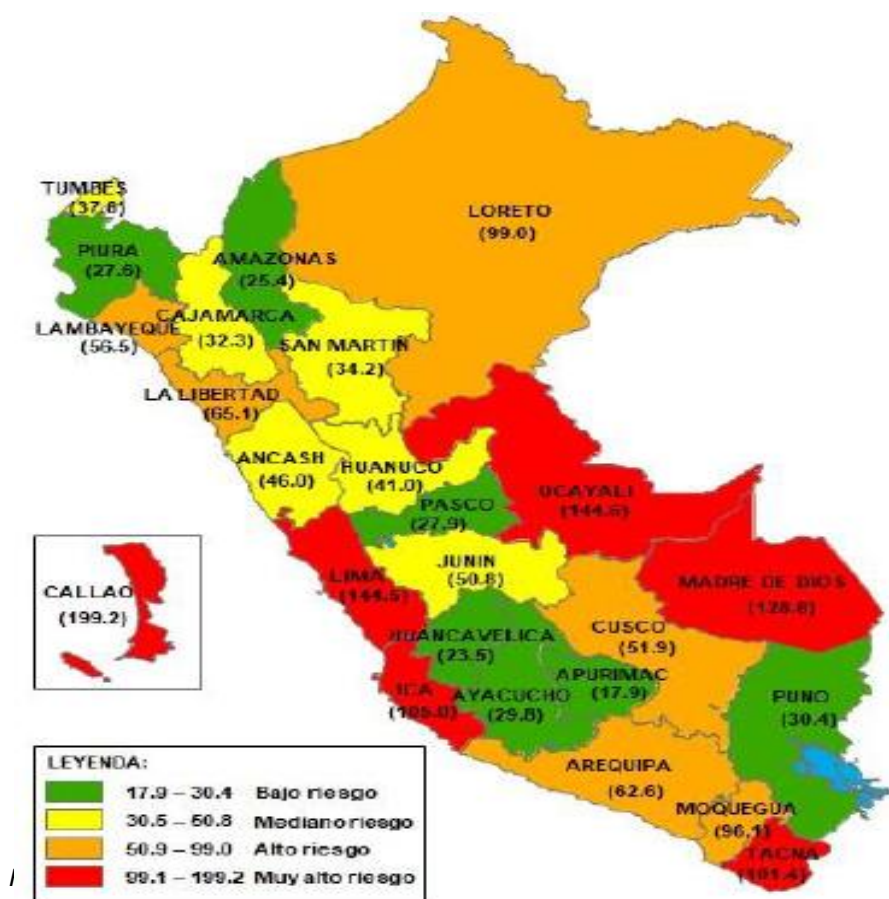 TUMBES
(37.8)
LORETO
(99.0)
PIURA
(27.6)
AMAZONAS
(25.4)
CAJAMARCA
(32.3)
LAMBAYEQUE
(56.5)
SAN MARTIN
(34.2)
LA LIBERTAD
(65.1)
ANCASH
(46.0)
HUANUCO
(41.0)
UCAYALI
PASCO
(27.9)
JUNIN
(50.8)
LIMA
(144.5)
MADRE DE DIOS
(128.8)
CALLAO
(199.2)
CUSCO
(51.9)
HUANCAVELICA
(23.5)
APURIMAC
(17.9)
ICA
(105.0)
AYACUCHO
(29.8)
PUNO
(30.4)
AREQUIPA
(62.6)
MOQUEGUA
(96.1)
TACNA
(101.4)
LEYENDA:
17.9 – 30.4 Bajo riesgo
30.5 – 50.8 Mediano riesgo
50.9 – 99.0 Alto riesgo
99.1 – 199.2 Muy alto riesgo